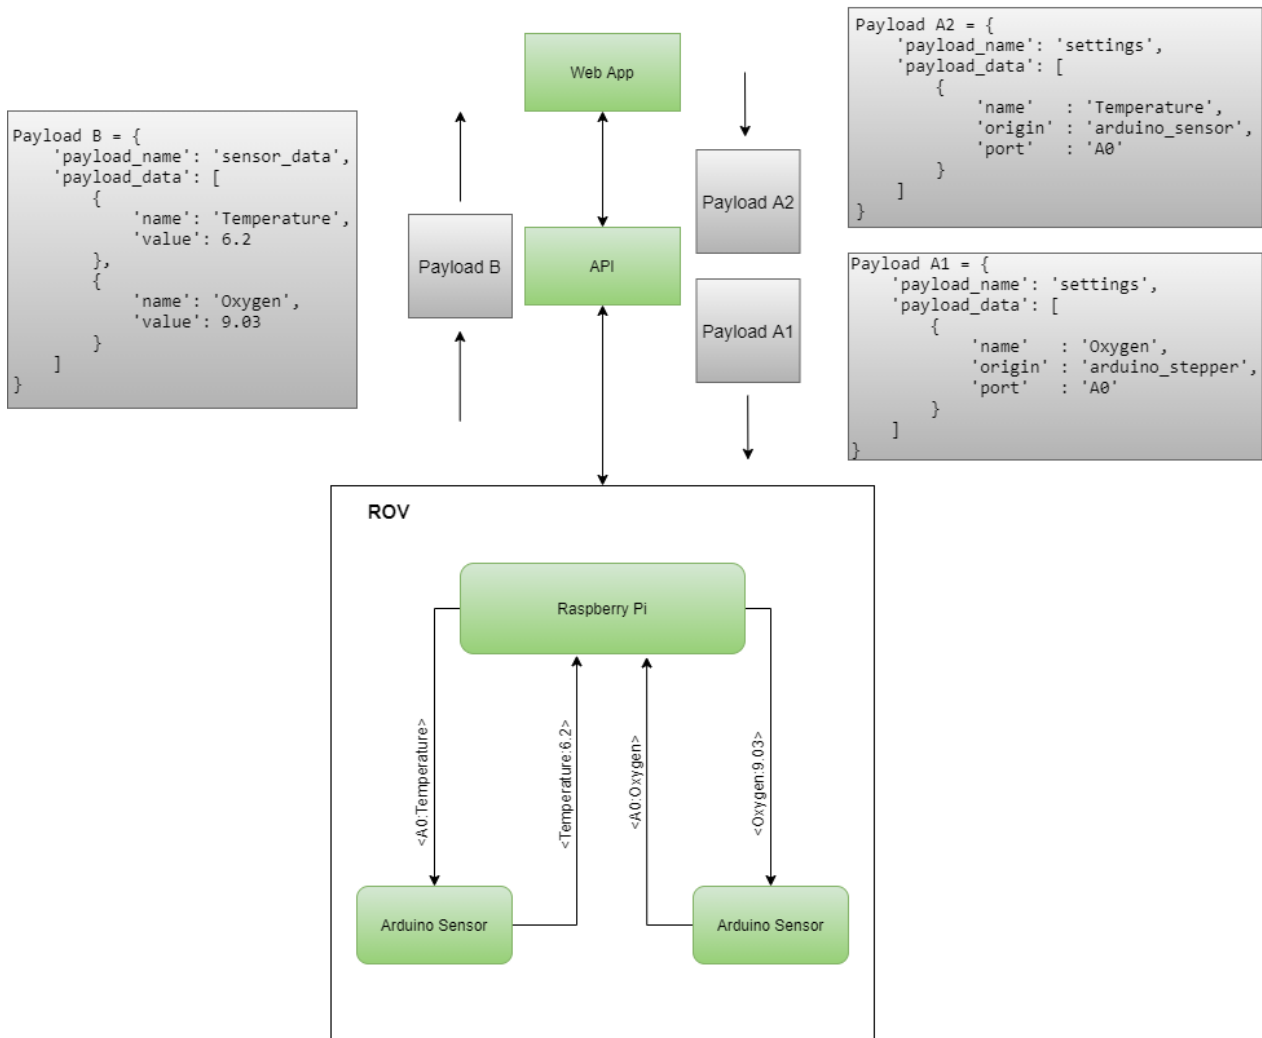 Payload A2 = {
    'payload_name': 'settings',
    'payload_data': [
        {
            'name'   : 'Temperature',
            'origin' : 'arduino_sensor',
            'port'   : 'A0'
        }
    ]
}
Web App
Payload B = {
    'payload_name': 'sensor_data',
    'payload_data': [
        {
            'name': 'Temperature',
            'value': 6.2
        },
        {
            'name': 'Oxygen',
            'value': 9.03
        }
    ]
}
Payload A2
Payload B
API
Payload A1
Payload A1 = {
    'payload_name': 'settings',
    'payload_data': [
        {
            'name'   : 'Oxygen',
            'origin' : 'arduino_stepper',
            'port'   : 'A0'
        }
    ]
}
ROV
Raspberry Pi
<A0:Temperature>
<Temperature:6.2>
<A0:Oxygen>
<Oxygen:9.03>
Arduino Sensor
Arduino Sensor